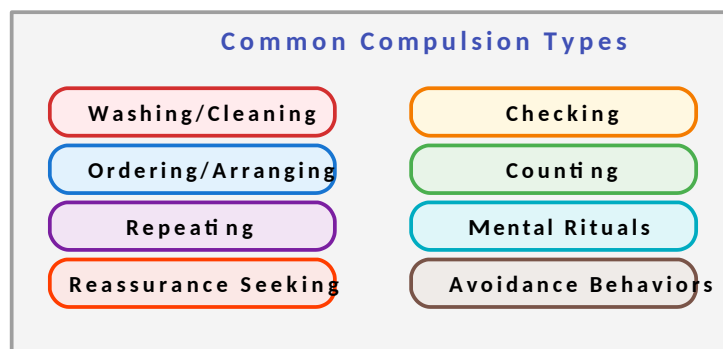 Common Compulsion Types
Washing/Cleaning
Checking
Ordering/Arranging
Counting
Repeating
Mental Rituals
Reassurance Seeking
Avoidance Behaviors